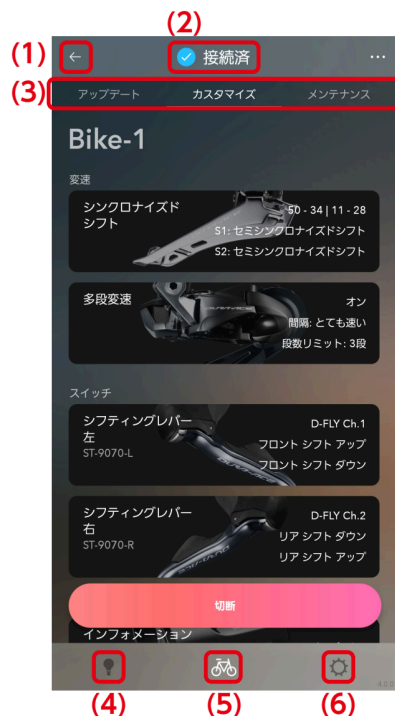 (2)
(1) ← 接続済 ...
(3) アップデート カスタマイズ メンテナンス
Bike-1
変速
シンクロナイズド
シフト
50 - 34 | 11 - 28
S1: セミシンクロナイズドシフト
S2: セミシンクロナイズドシフト
多段変速
オン
間隔: とても速い
段数リミット: 3段
スイッチ
シフティングレバー
左
ST-9070-L
D-FLY Ch.1
フロント シフト アップ
フロント シフト ダウン
シフティングレバー
右
ST-9070-R
D-FLY Ch.2
リア シフト ダウン
リア シフト アップ
切断
インフォメーション
(4) (5) (6)